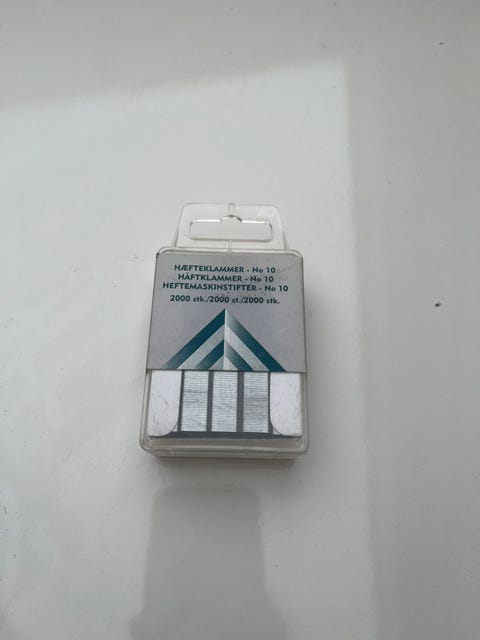 HÆFTEKLAMMER - No 10
HÄFTKLAMMER - No 10
HEFTEMASKINSTIFTER - No 10
2000 stk./2000 st./2000 stk.